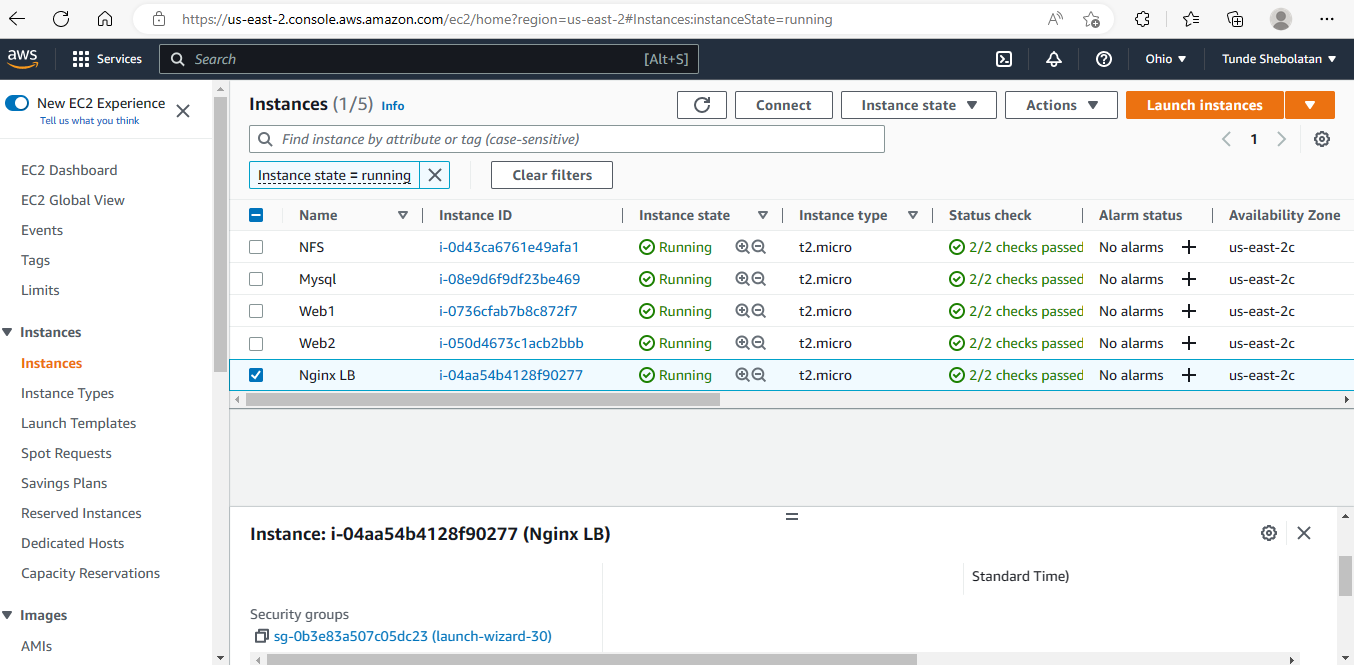 https://us-east-2.console.aws.amazon.com/ec2/home?region=us-east-2#Instances:instanceState=running
aws Services Search [Alt+S] Ohio Tunde Shebolatan
New EC2 Experience
Tell us what you think
EC2 Dashboard
EC2 Global View
Events
Tags
Limits
Instances
Instances
Instance Types
Launch Templates
Spot Requests
Savings Plans
Reserved Instances
Dedicated Hosts
Capacity Reservations
Images
AMIs
Instances (1/5) Info Connect Instance state Actions Launch instances
Find instance by attribute or tag (case-sensitive) 1
Instance state = running Clear filters
Name Instance ID Instance state Instance type Status check Alarm status Availability Zone
NFS i-0d43ca6761e49afa1 Running t2.micro 2/2 checks passed No alarms us-east-2c
Mysql i-08e9d6f9df23be469 Running t2.micro 2/2 checks passed No alarms us-east-2c
Web1 i-0736cfab7b8c872f7 Running t2.micro 2/2 checks passed No alarms us-east-2c
Web2 i-050d4673c1acb2bbb Running t2.micro 2/2 checks passed No alarms us-east-2c
Nginx LB i-04aa54b4128f90277 Running t2.micro 2/2 checks passed No alarms us-east-2c
Instance: i-04aa54b4128f90277 (Nginx LB)
Standard Time)
Security groups
sg-0b3e83a507c05dc23 (launch-wizard-30)